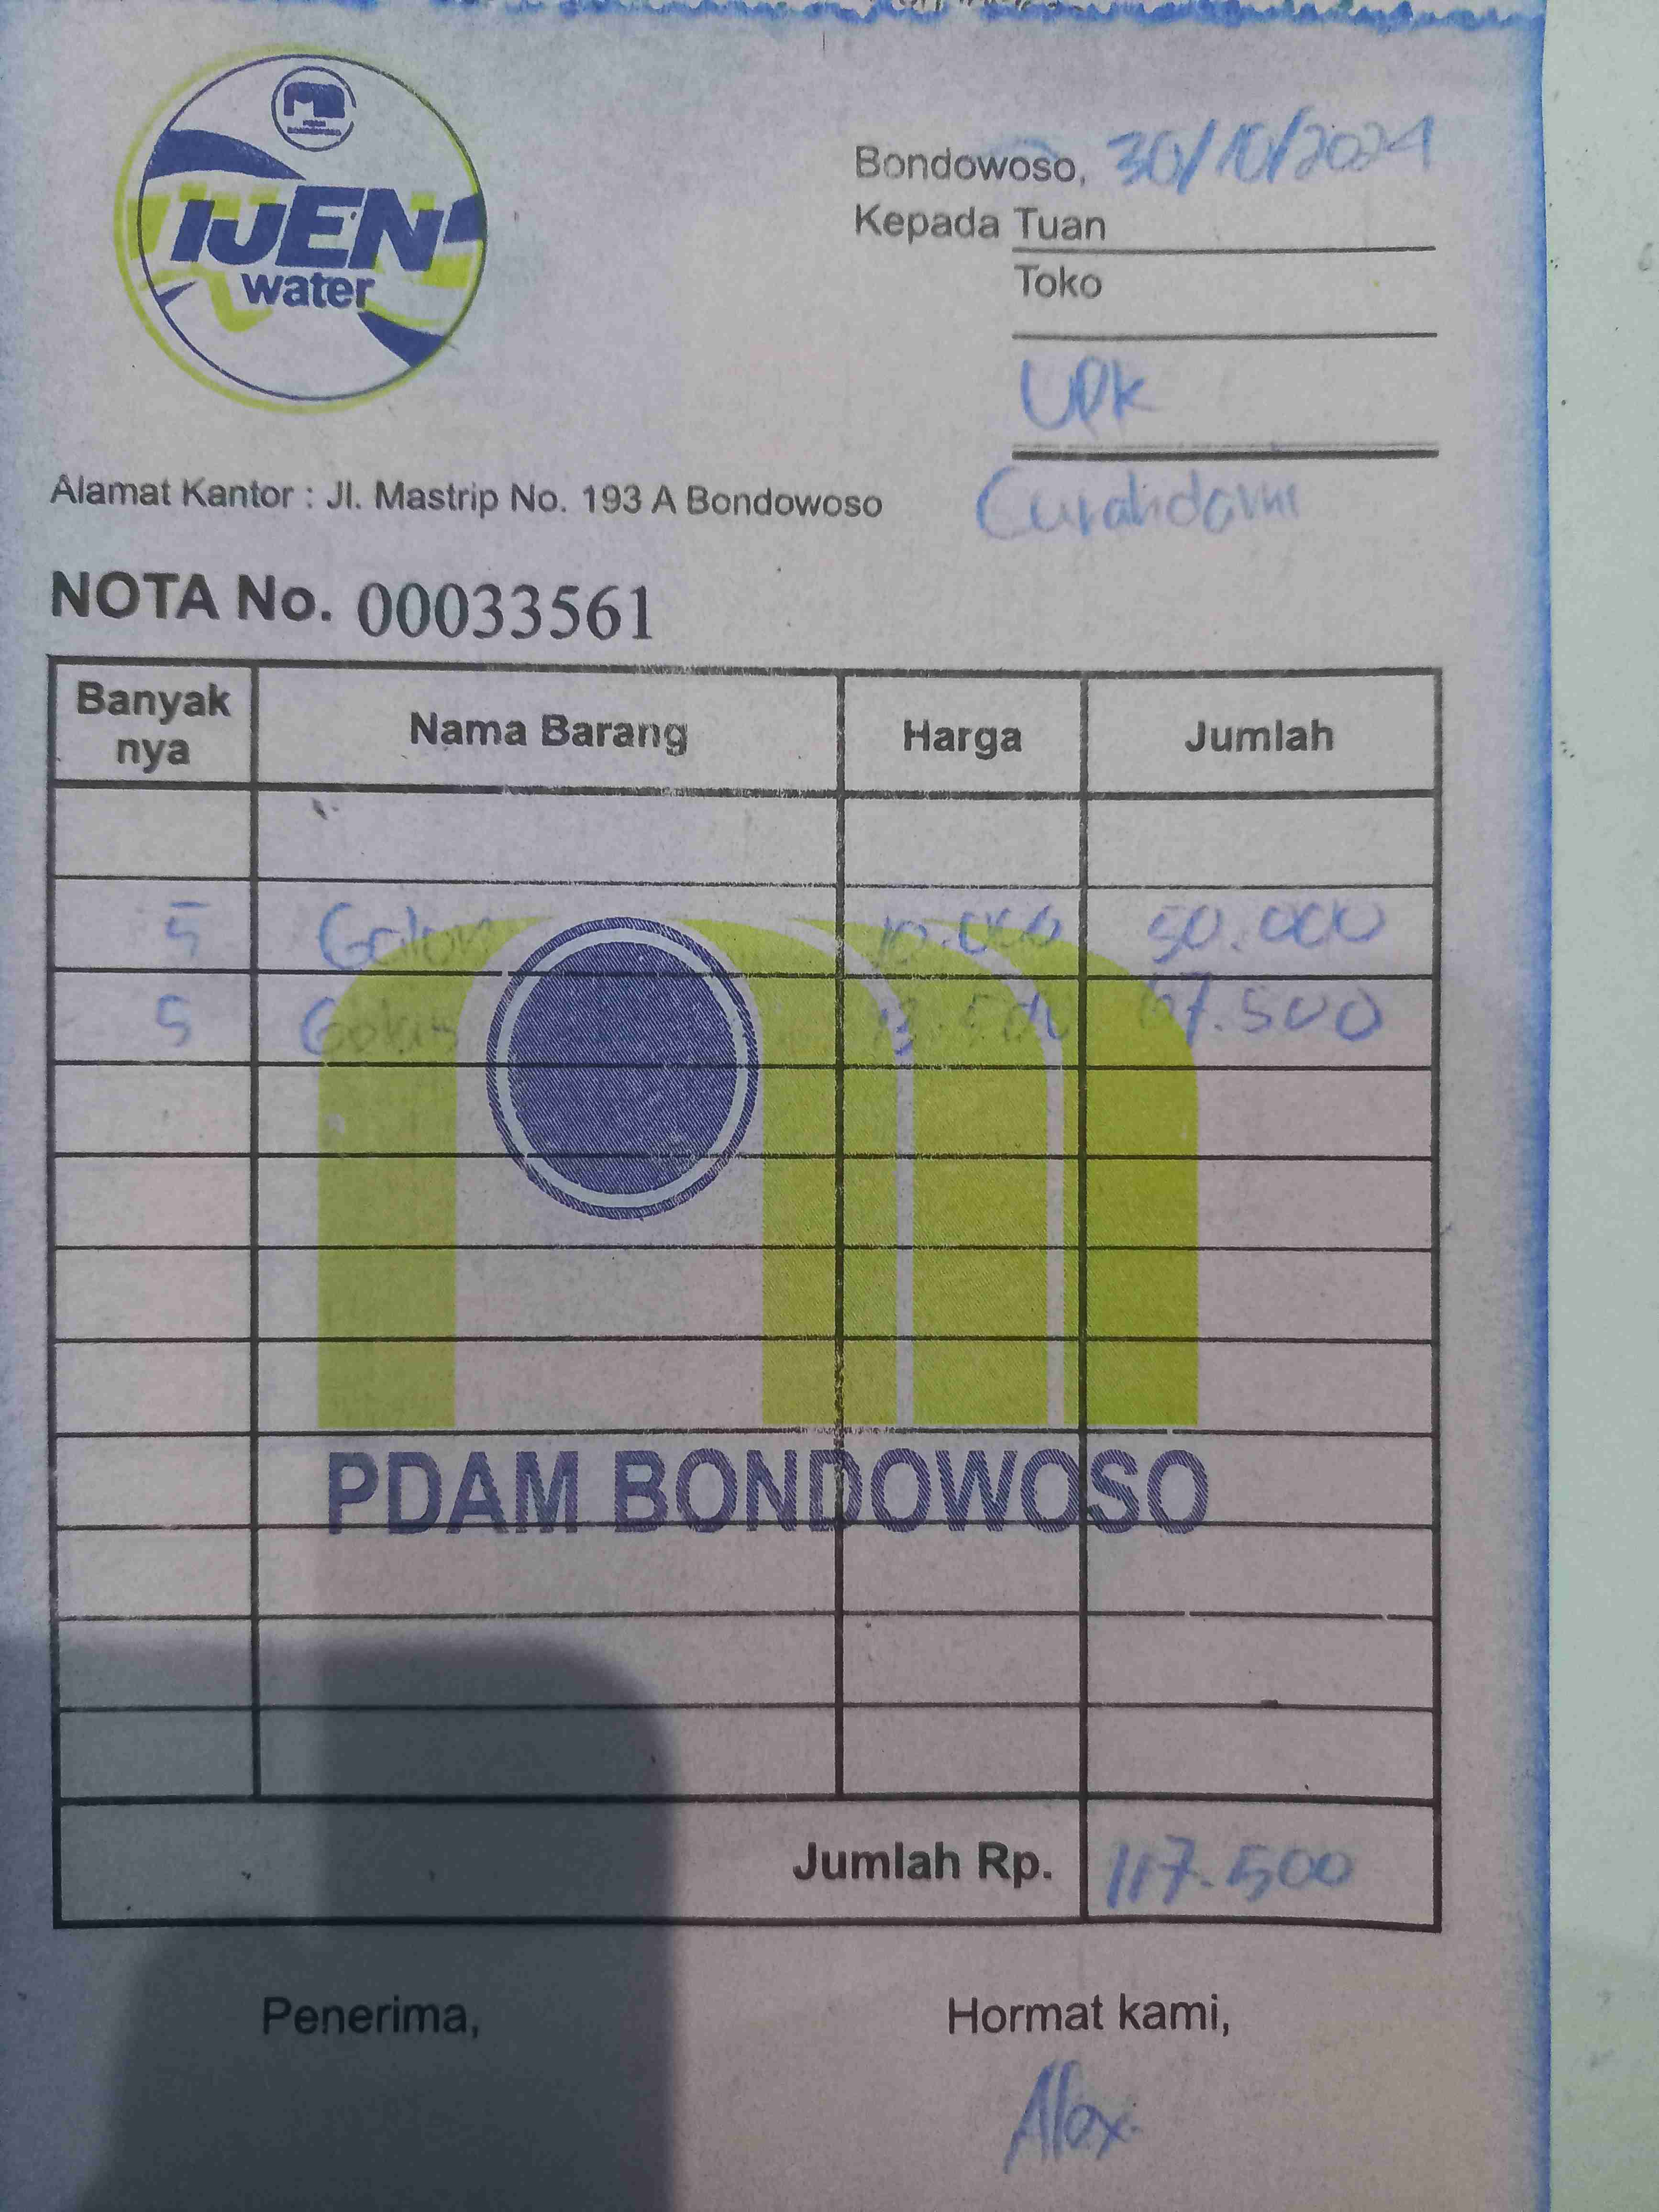 IJEN
water
PDAM
BONDOWOSO
Bondowoso, 30/10/2024
Kepada Tuan
Toko
UPK
Curahdami
Alamat Kantor : Jl. Mastrip No. 193 A Bondowoso
NOTA No. 00033561
Banyak nya Nama Barang Harga Jumlah
5 Galon 10.000 50.000
5 13.500 67.500
PDAM BONDOWOSO
Jumlah Rp. 117.500
Penerima, Hormat kami,
Alex